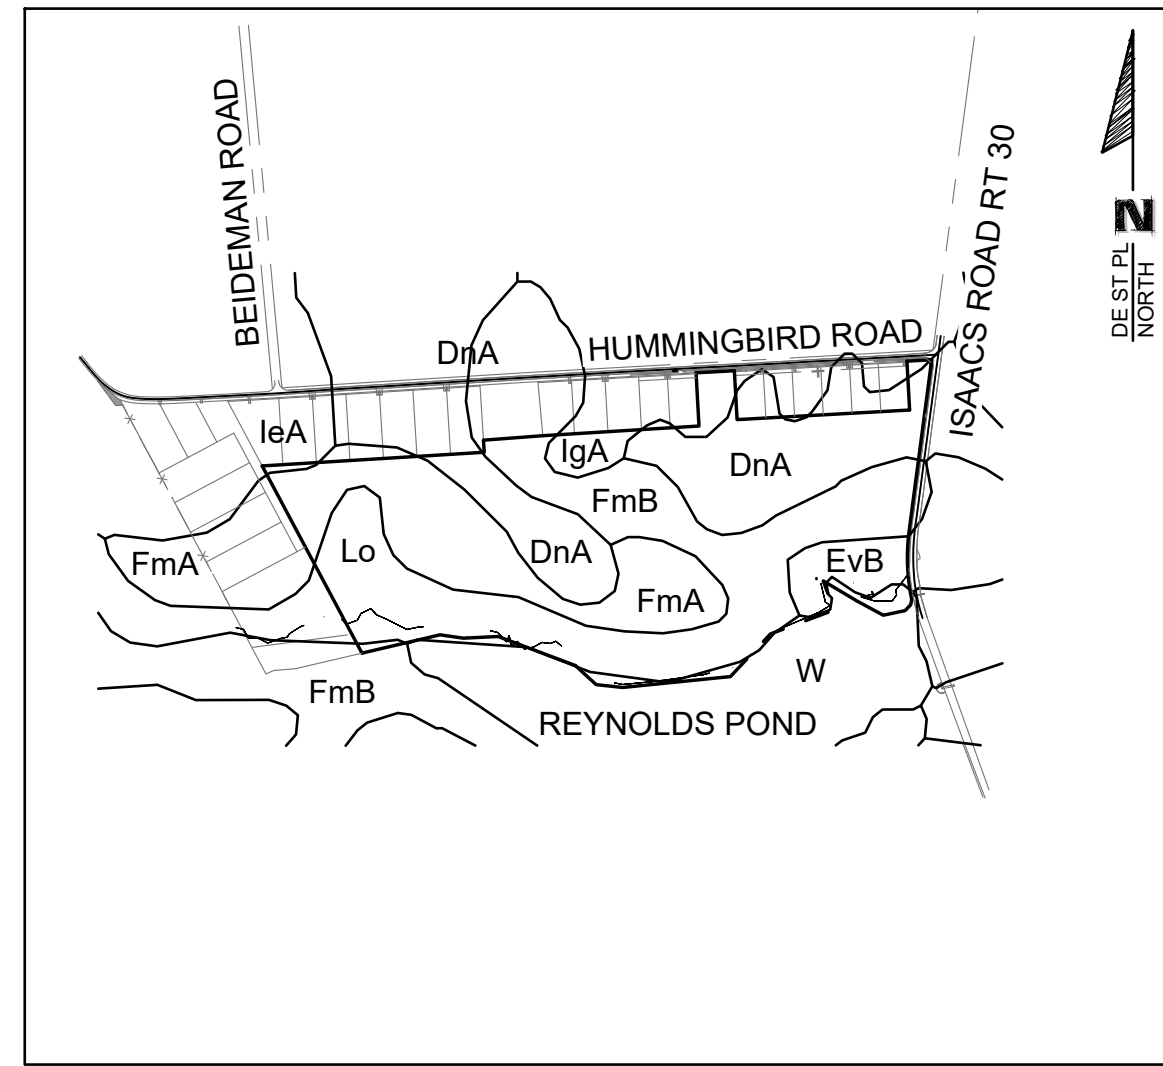 BEIDEMAN ROAD
ISAACS ROAD RT 30
N
DE ST PL
NORTH
HUMMINGBIRD ROAD
DnA
IeA
IgA
DnA
FmB
Lo
DnA
EvB
FmA
FmA
W
FmB
REYNOLDS POND